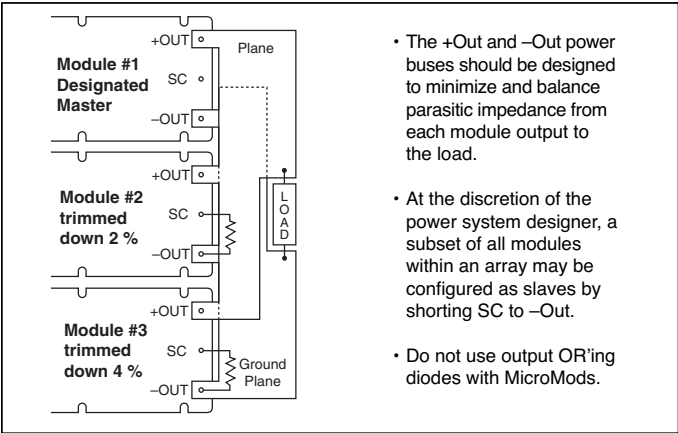 +OUT
Plane
Module #1
Designated
Master
SC
–OUT
+OUT
Module #2
trimmed
down 2 %
SC
–OUT
LOAD
+OUT
Module #3
trimmed
down 4 %
SC
Ground
Plane
–OUT
• The +Out and –Out power
buses should be designed
to minimize and balance
parasitic impedance from
each module output to
the load.
• At the discretion of the
power system designer, a
subset of all modules
within an array may be
configured as slaves by
shorting SC to –Out.
• Do not use output OR'ing
diodes with MicroMods.